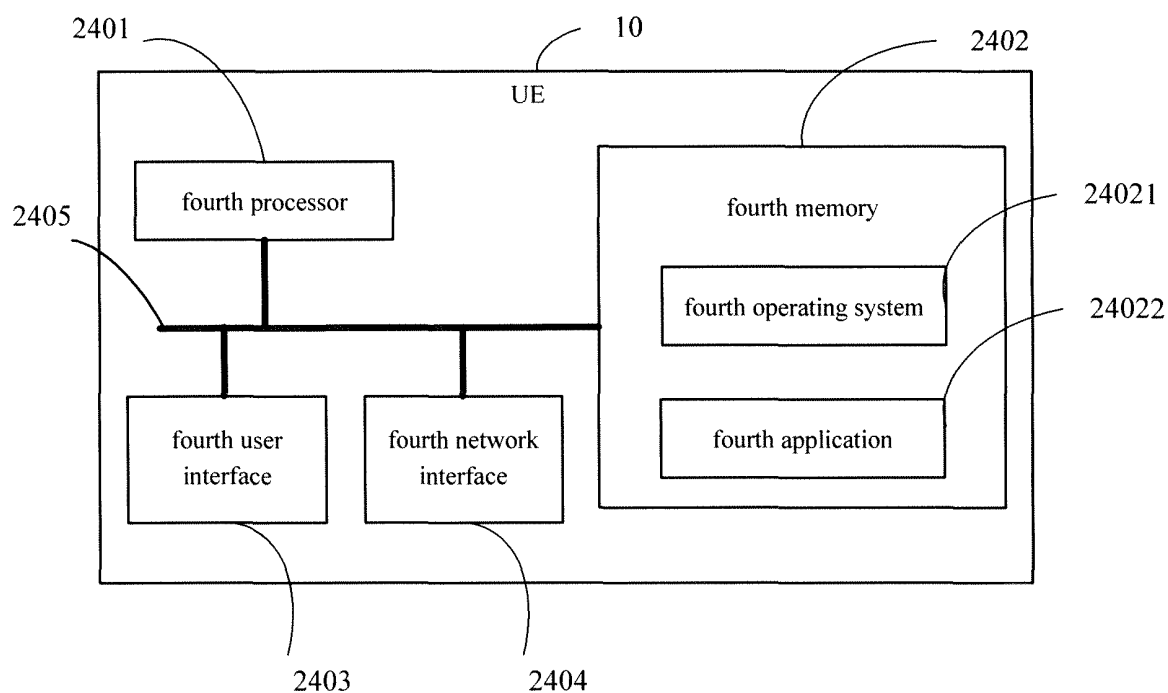 2401
10
2402
UE
fourth processor
2405
fourth memory
24021
fourth operating system
24022
fourth user
interface
fourth network
interface
fourth application
2403
2404